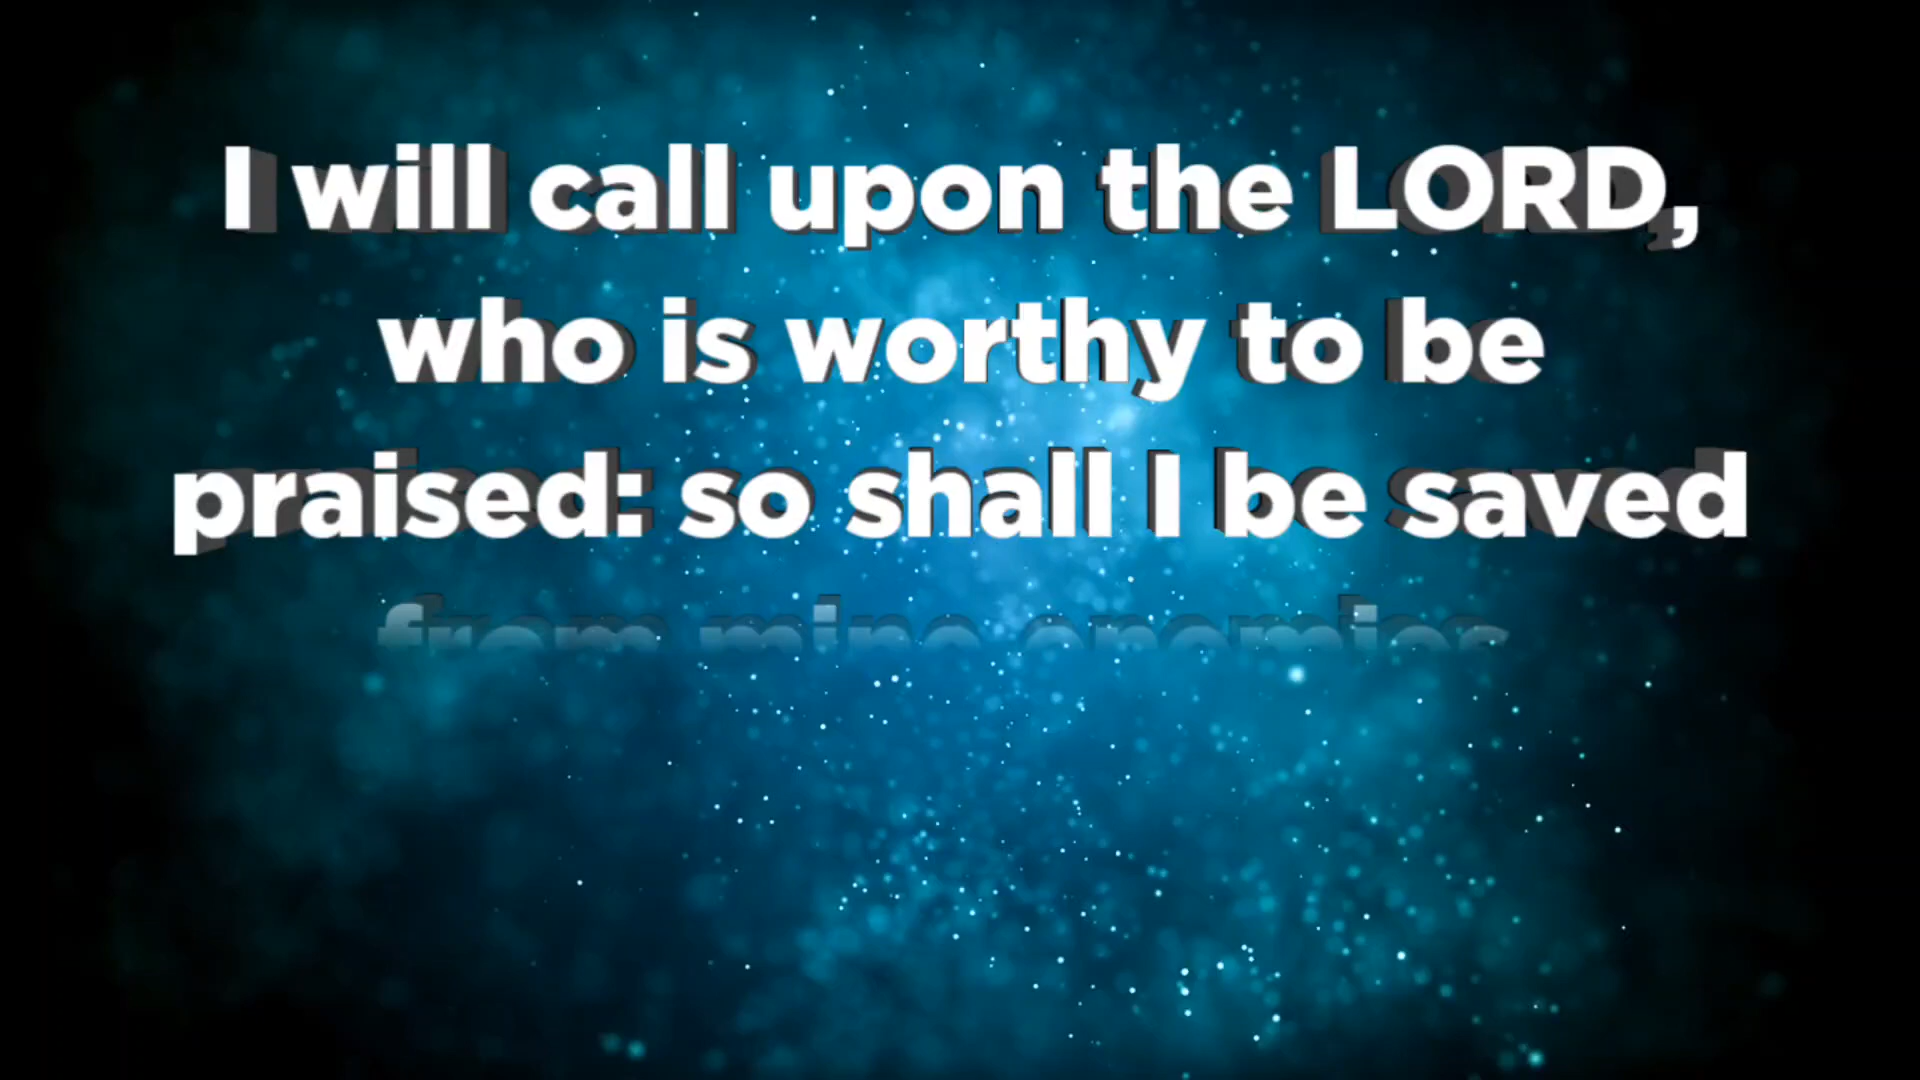 I will call upon the LORD,
who is worthy to be
praised: so shall I be saved
from mine enemies